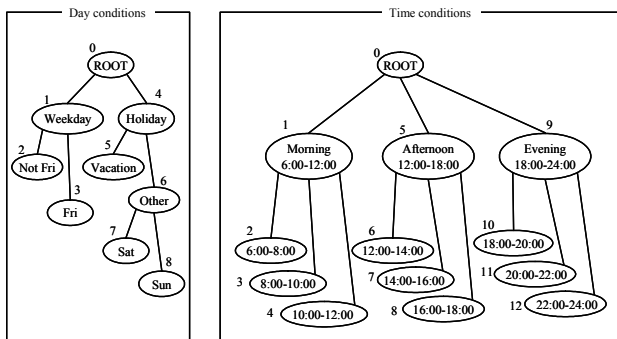 Day conditions
Time conditions
0
ROOT
1
Weekday
4
Holiday
2
Not Fri
5
Vacation
3
Fri
6
Other
7
Sat
8
Sun
0
ROOT
1
Morning
6:00-12:00
5
Afternoon
12:00-18:00
9
Evening
18:00-24:00
2
6:00-8:00
3
8:00-10:00
4
10:00-12:00
6
12:00-14:00
7
14:00-16:00
8
16:00-18:00
10
18:00-20:00
11
20:00-22:00
12
22:00-24:00